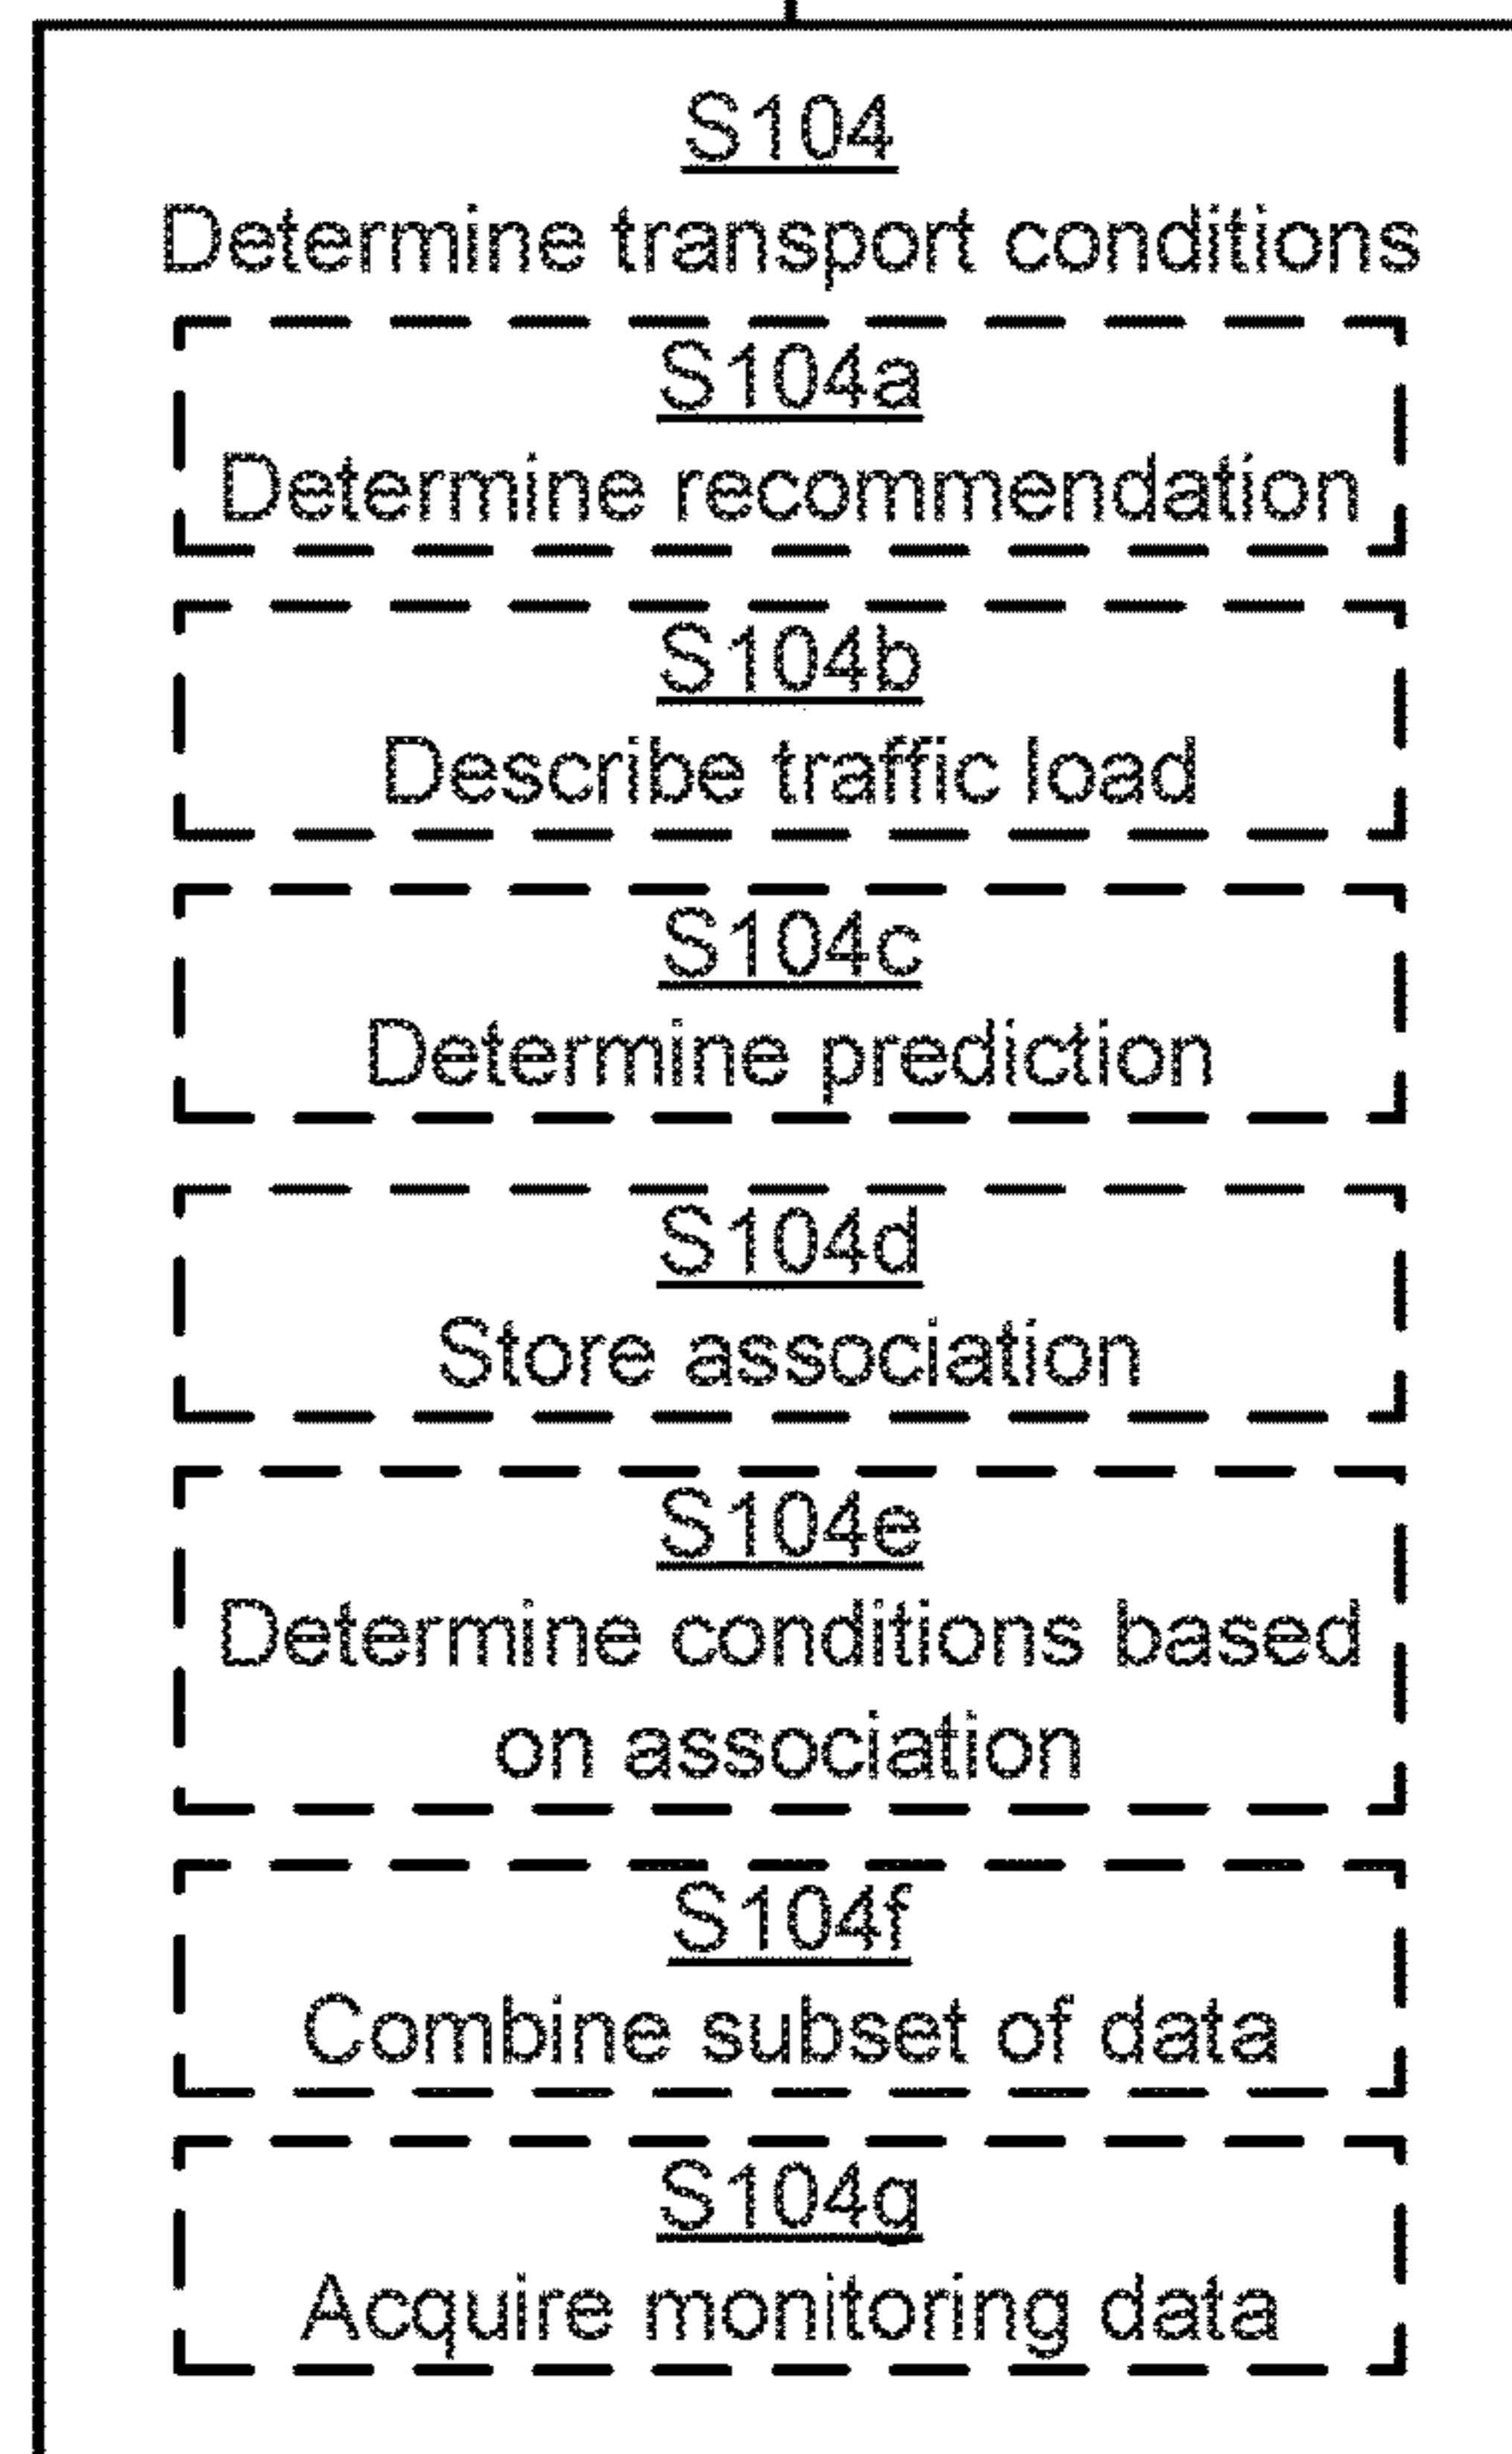 S104
Determine transport conditions
S104a
Determine recommendation
S104b
Describe traffic load
S104c
Determine prediction
S104d
Store association
S104e
Determine conditions based
on association
S104f
Combine subset of data
S104g
Acquire monitoring data